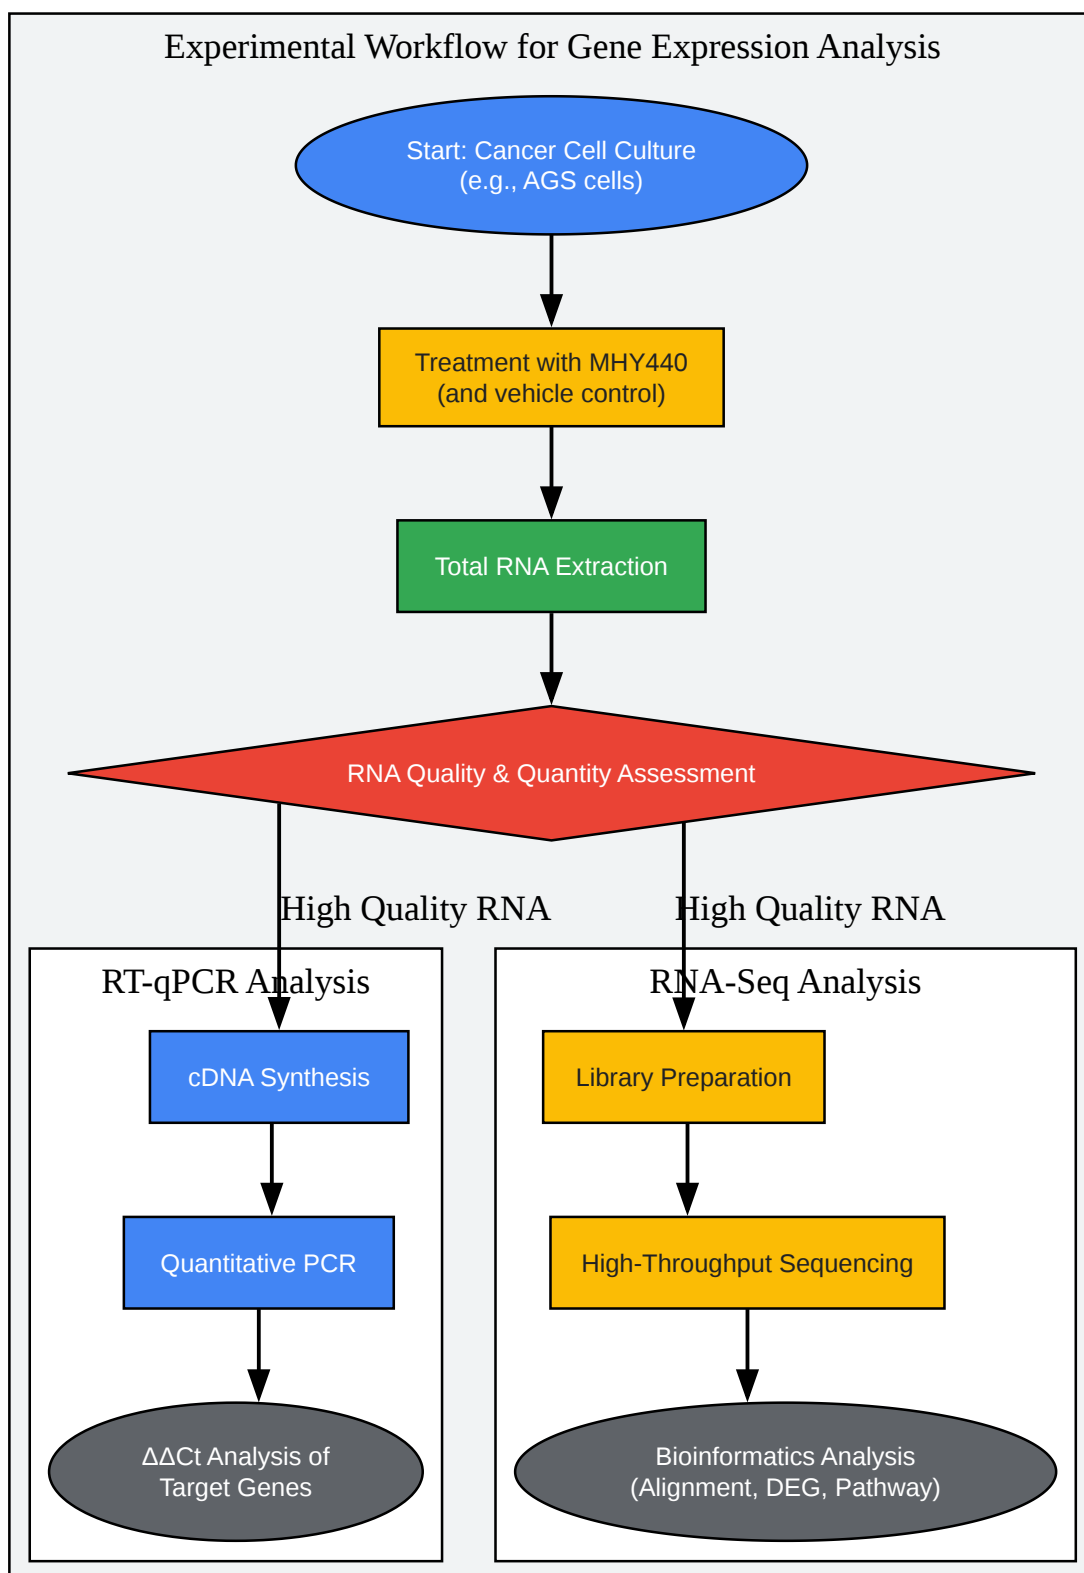 Experimental Workflow for Gene Expression Analysis
Start: Cancer Cell Culture
(e.g., AGS cells)
Treatment with MHY440
(and vehicle control)
Total RNA Extraction
RNA Quality & Quantity Assessment
High Quality RNA
High Quality RNA
RT-qPCR Analysis
cDNA Synthesis
Quantitative PCR
ΔΔCt Analysis of
Target Genes
RNA-Seq Analysis
Library Preparation
High-Throughput Sequencing
Bioinformatics Analysis
(Alignment, DEG, Pathway)